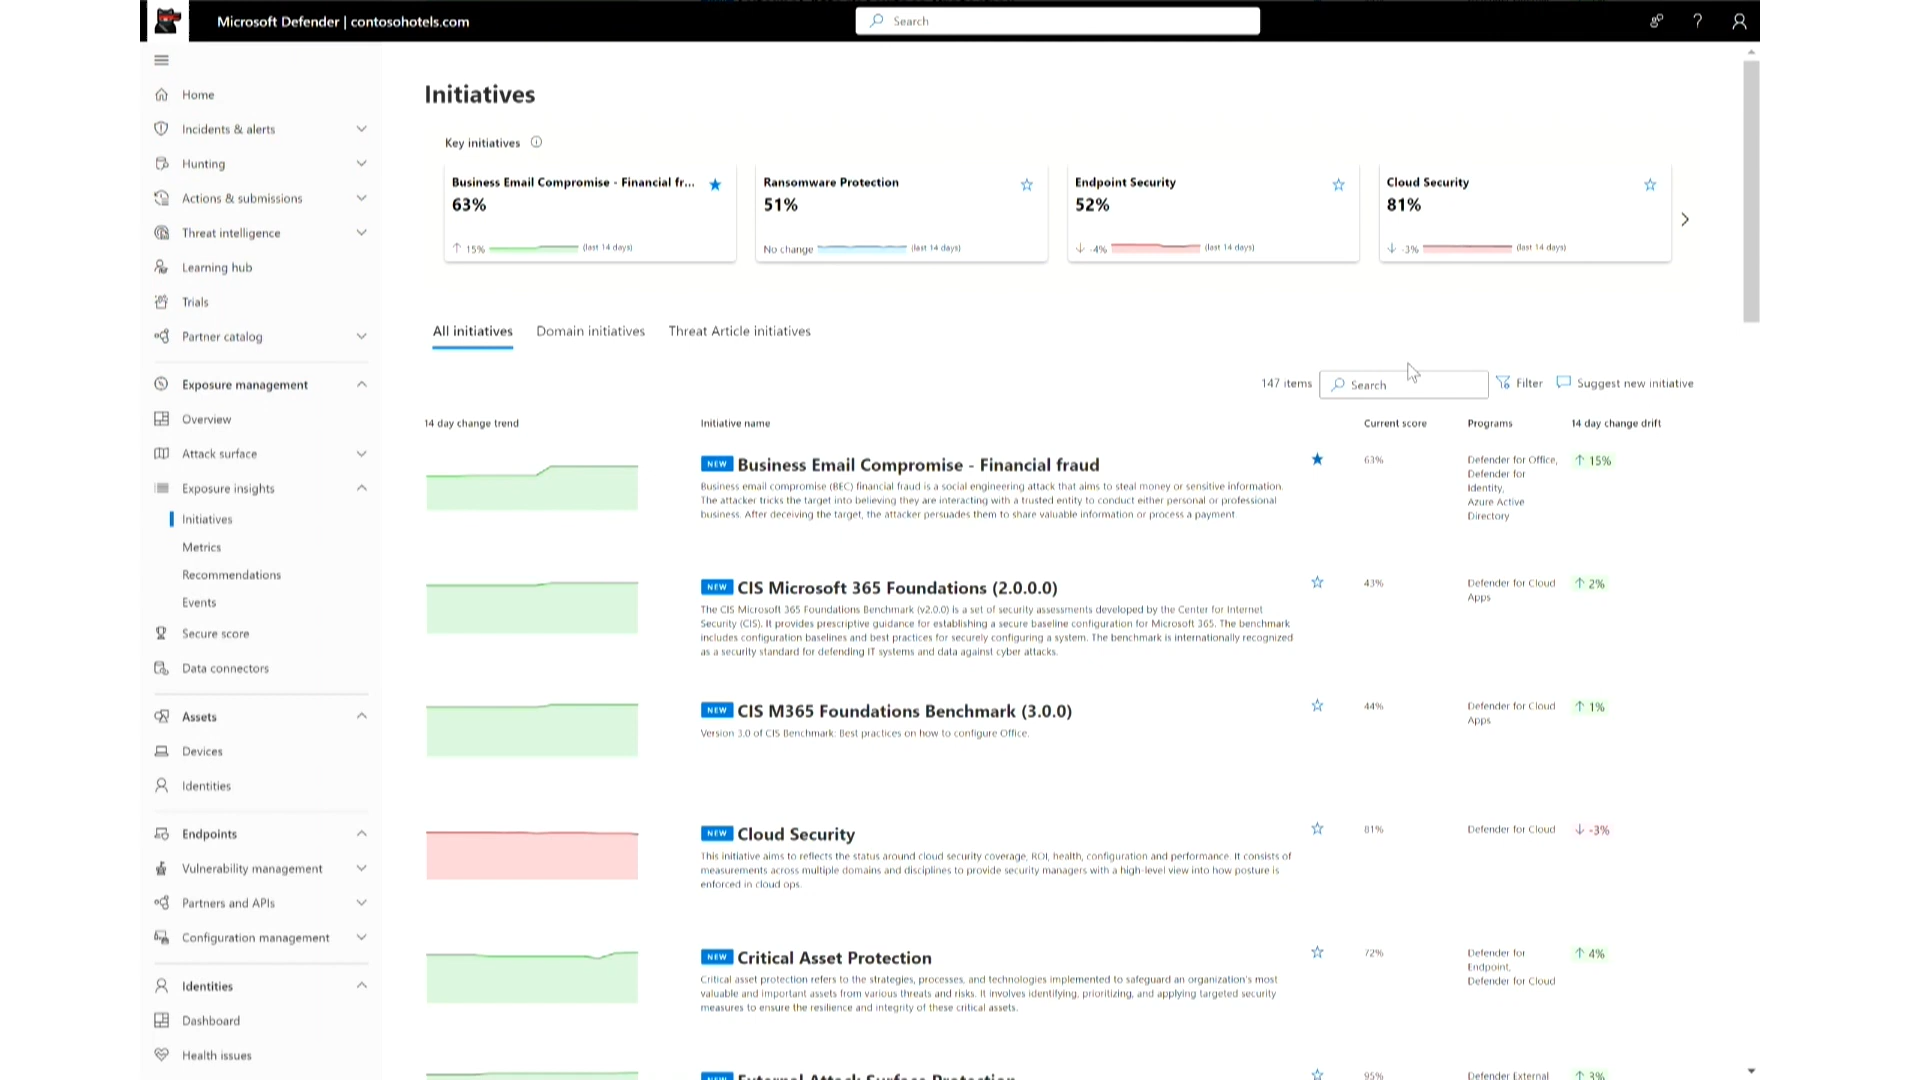 Microsoft Defender | contosohotels.com
Search
Home
Incidents & alerts
Hunting
Actions & submissions
Threat intelligence
Learning hub
Trials
Partner catalog
Exposure management
Overview
Attack surface
Exposure insights
Initiatives
Metrics
Recommendations
Events
Secure score
Data connectors
Assets
Devices
Identities
Endpoints
Vulnerability management
Partners and APIs
Configuration management
Identities
Dashboard
Health issues
Initiatives
Key initiatives
Business Email Compromise - Financial fr...
63%
15% (last 14 days)
Ransomware Protection
51%
No change (last 14 days)
Endpoint Security
52%
-4% (last 14 days)
Cloud Security
81%
-3% (last 14 days)
All initiatives Domain initiatives Threat Article initiatives
147 items Search Filter Suggest new initiative
14 day change trend Initiative name Current score Programs 14 day change drift
NEW Business Email Compromise - Financial fraud
Business email compromise (BEC) financial fraud is a social engineering attack that aims to steal money or sensitive information.
The attacker tricks the target into believing they are interacting with a trusted entity to conduct either personal or professional
business. After deceiving the target, the attacker persuades them to share valuable information or process a payment
63%
Defender for Office,
Defender for
Identity,
Azure Active
Directory
15%
NEW CIS Microsoft 365 Foundations (2.0.0.0)
The CIS Microsoft 365 Foundations Benchmark (v2.0.0) is a set of security assessments developed by the Center for Internet
Security (CIS). It provides prescriptive guidance for establishing a secure baseline configuration for Microsoft 365. The benchmark
includes configuration baselines and best practices for securely configuring a system. The benchmark is internationally recognized
as a security standard for defending IT systems and data against cyber attacks.
43%
Defender for Cloud
Apps
2%
NEW CIS M365 Foundations Benchmark (3.0.0)
Version 3.0 of CIS Benchmark: Best practices on how to configure Office.
44%
Defender for Cloud
Apps
1%
NEW Cloud Security
This initiative aims to reflects the status around cloud security coverage, ROI, health, configuration and performance. It consists of
measurements across multiple domains and disciplines to provide security managers with a high-level view into how posture is
enforced in cloud ops.
81%
Defender for Cloud
-3%
NEW Critical Asset Protection
Critical asset protection refers to the strategies, processes, and technologies implemented to safeguard an organization's most
valuable and important assets from various threats and risks. It involves identifying, prioritizing, and applying targeted security
measures to ensure the resilience and integrity of these critical assets.
72%
Defender for
Endpoint,
Defender for Cloud
4%
NEW External Attack Surface Protection
95%
Defender External
3%